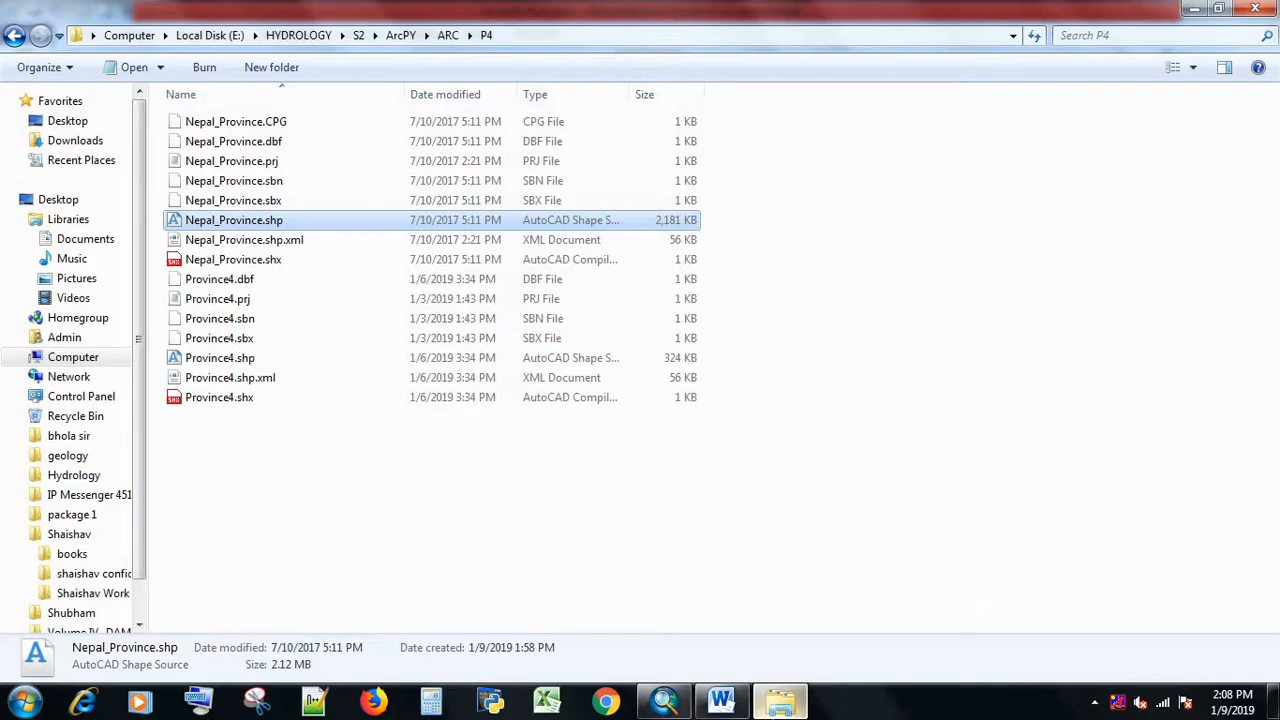 Computer Local Disk (E:) HYDROLOGY S2 ArcPY ARC P4 Search P4
Organize Open Burn New folder
Name Date modified Type Size
Favorites
Desktop
Downloads
Recent Places
Desktop
Libraries
Documents
Music
Pictures
Videos
Homegroup
Admin
Computer
Network
Control Panel
Recycle Bin
bhola sir
geology
Hydrology
IP Messenger 451
package 1
Shaishav
books
shaishav confic
Shaishav Work
Shubham
Nepal_Province.CPG 7/10/2017 5:11 PM CPG File 1 KB
Nepal_Province.dbf 7/10/2017 5:11 PM DBF File 1 KB
Nepal_Province.prj 7/10/2017 2:21 PM PRJ File 1 KB
Nepal_Province.sbn 7/10/2017 5:11 PM SBN File 1 KB
Nepal_Province.sbx 7/10/2017 5:11 PM SBX File 1 KB
Nepal_Province.shp 7/10/2017 5:11 PM AutoCAD Shape S... 2,181 KB
Nepal_Province.shp.xml 7/10/2017 2:21 PM XML Document 56 KB
Nepal_Province.shx 7/10/2017 5:11 PM AutoCAD Compil... 1 KB
Province4.dbf 1/6/2019 3:34 PM DBF File 1 KB
Province4.prj 1/3/2019 1:43 PM PRJ File 1 KB
Province4.sbn 1/3/2019 1:43 PM SBN File 1 KB
Province4.sbx 1/3/2019 1:43 PM SBX File 1 KB
Province4.shp 1/6/2019 3:34 PM AutoCAD Shape S... 324 KB
Province4.shp.xml 1/6/2019 3:34 PM XML Document 56 KB
Province4.shx 1/6/2019 3:34 PM AutoCAD Compil... 1 KB
Nepal_Province.shp Date modified: 7/10/2017 5:11 PM Date created: 1/9/2019 1:58 PM
AutoCAD Shape Source Size: 2.12 MB
2:08 PM
1/9/2019